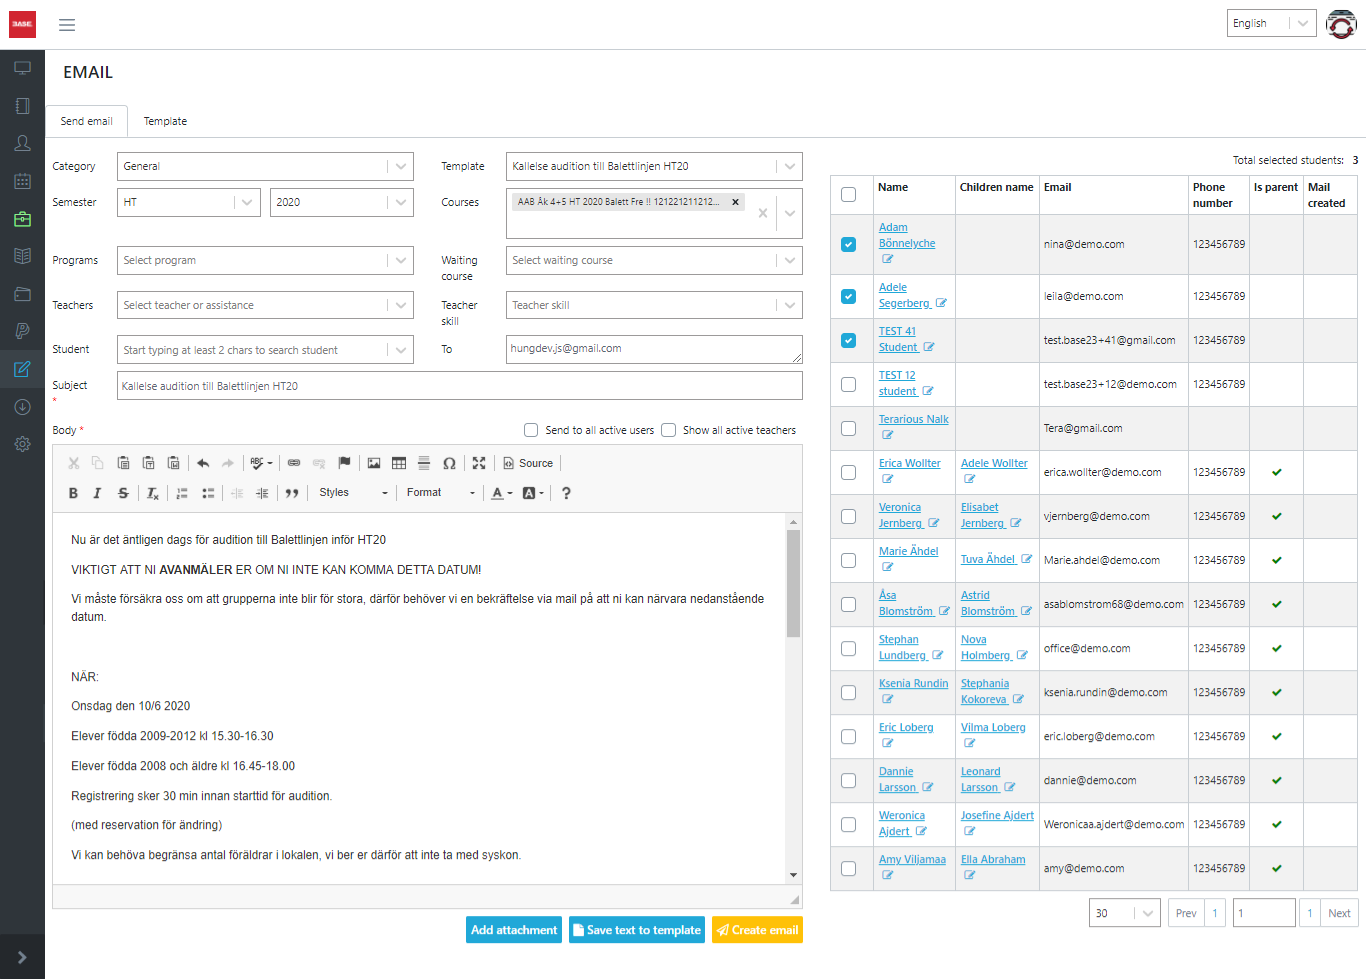 BASE
English
EMAIL
Send email
Template
Category
General
Template
Kallelse audition till Balettlinjen HT20
Semester
HT
2020
Courses
AAB Åk 4+5 HT 2020 Balett Fre !! 121221211212...
Programs
Select program
Waiting course
Select waiting course
Teachers
Select teacher or assistance
Teacher skill
Teacher skill
Student
Start typing at least 2 chars to search student
To
hungdev.js@gmail.com
Subject *
Kallelse audition till Balettlinjen HT20
Body *
Send to all active users
Show all active teachers
ABC
Source
B I S Ix
Styles
Format
A
A
?
Nu är det äntligen dags för audition till Balettlinjen inför HT20
VIKTIGT ATT NI AVANMÄLER ER OM NI INTE KAN KOMMA DETTA DATUM!
Vi måste försäkra oss om att grupperna inte blir för stora, därför behöver vi en bekräftelse via mail på att ni kan närvara nedanstående
datum.
NÄR:
Onsdag den 10/6 2020
Elever födda 2009-2012 kl 15.30-16.30
Elever födda 2008 och äldre kl 16.45-18.00
Registrering sker 30 min innan starttid för audition.
(med reservation för ändring)
Vi kan behöva begränsa antal föräldrar i lokalen, vi ber er därför att inte ta med syskon.
Add attachment
Save text to template
Create email
Total selected students: 3
Name Children name Email Phone number Is parent Mail created
Adam Bönnelyche nina@demo.com 123456789
Adele Segerberg leila@demo.com 123456789
TEST 41 Student test.base23+41@gmail.com 123456789
TEST 12 student test.base23+12@demo.com 123456789
Terarious Nalk Tera@gmail.com
Erica Wollter Adele Wollter erica.wollter@demo.com 123456789
Veronica Jernberg Elisabet Jernberg vjernberg@demo.com 123456789
Marie Ähdel Tuva Ähdel Marie.ahdel@demo.com 123456789
Åsa Blomström Astrid Blomström asablomstrom68@demo.com 123456789
Stephan Lundberg Nova Holmberg office@demo.com 123456789
Ksenia Rundin Stephania Kokoreva ksenia.rundin@demo.com 123456789
Eric Loberg Vilma Loberg eric.loberg@demo.com 123456789
Dannie Larsson Leonard Larsson dannie@demo.com 123456789
Weronica Ajdert Josefine Ajdert Weronicaa.ajdert@demo.com 123456789
Amy Viljamaa Ella Abraham amy@demo.com 123456789
30
Prev 1
1
1 Next